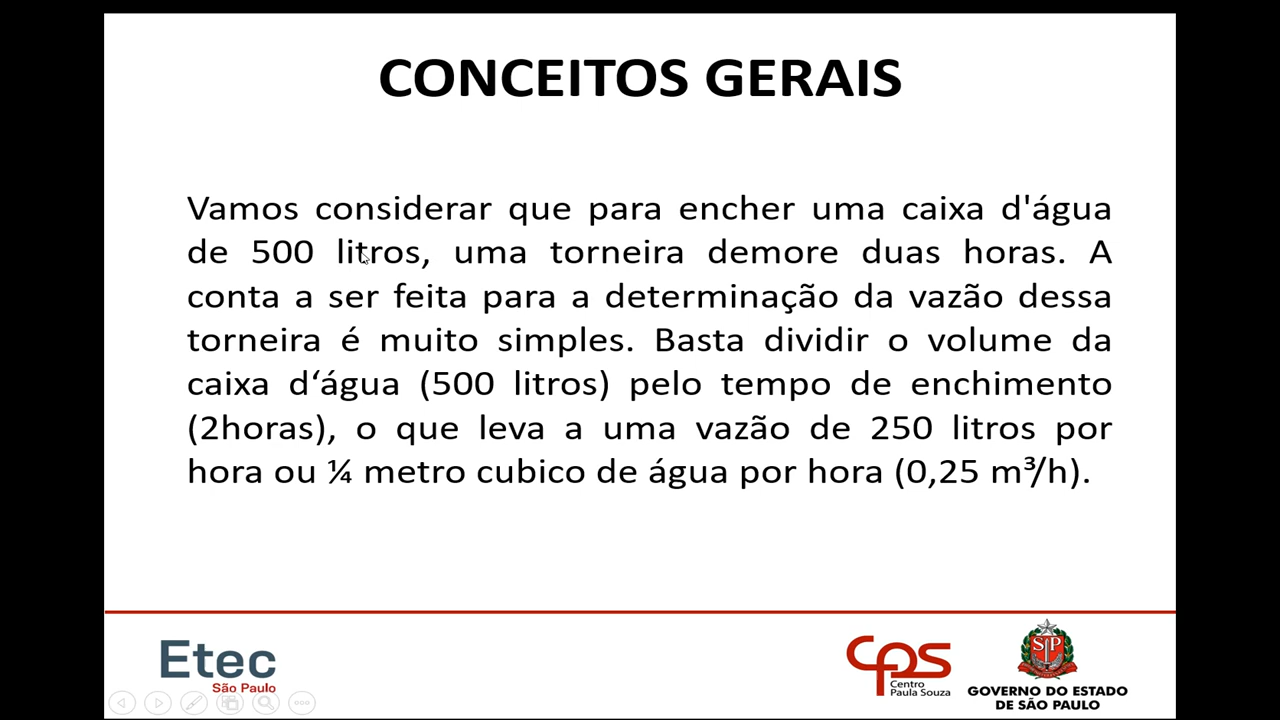 CONCEITOS GERAIS
Vamos considerar que para encher uma caixa d'água
de 500 litros, uma torneira demore duas horas. A
conta a ser feita para a determinação da vazão dessa
torneira é muito simples. Basta dividir o volume da
caixa d‘água (500 litros) pelo tempo de enchimento
(2horas), o que leva a uma vazão de 250 litros por
hora ou ¼ metro cubico de água por hora (0,25 m³/h).
Etec
São Paulo
cps
Centro
Paula Souza
SP
GOVERNO DO ESTADO
DE SÃO PAULO